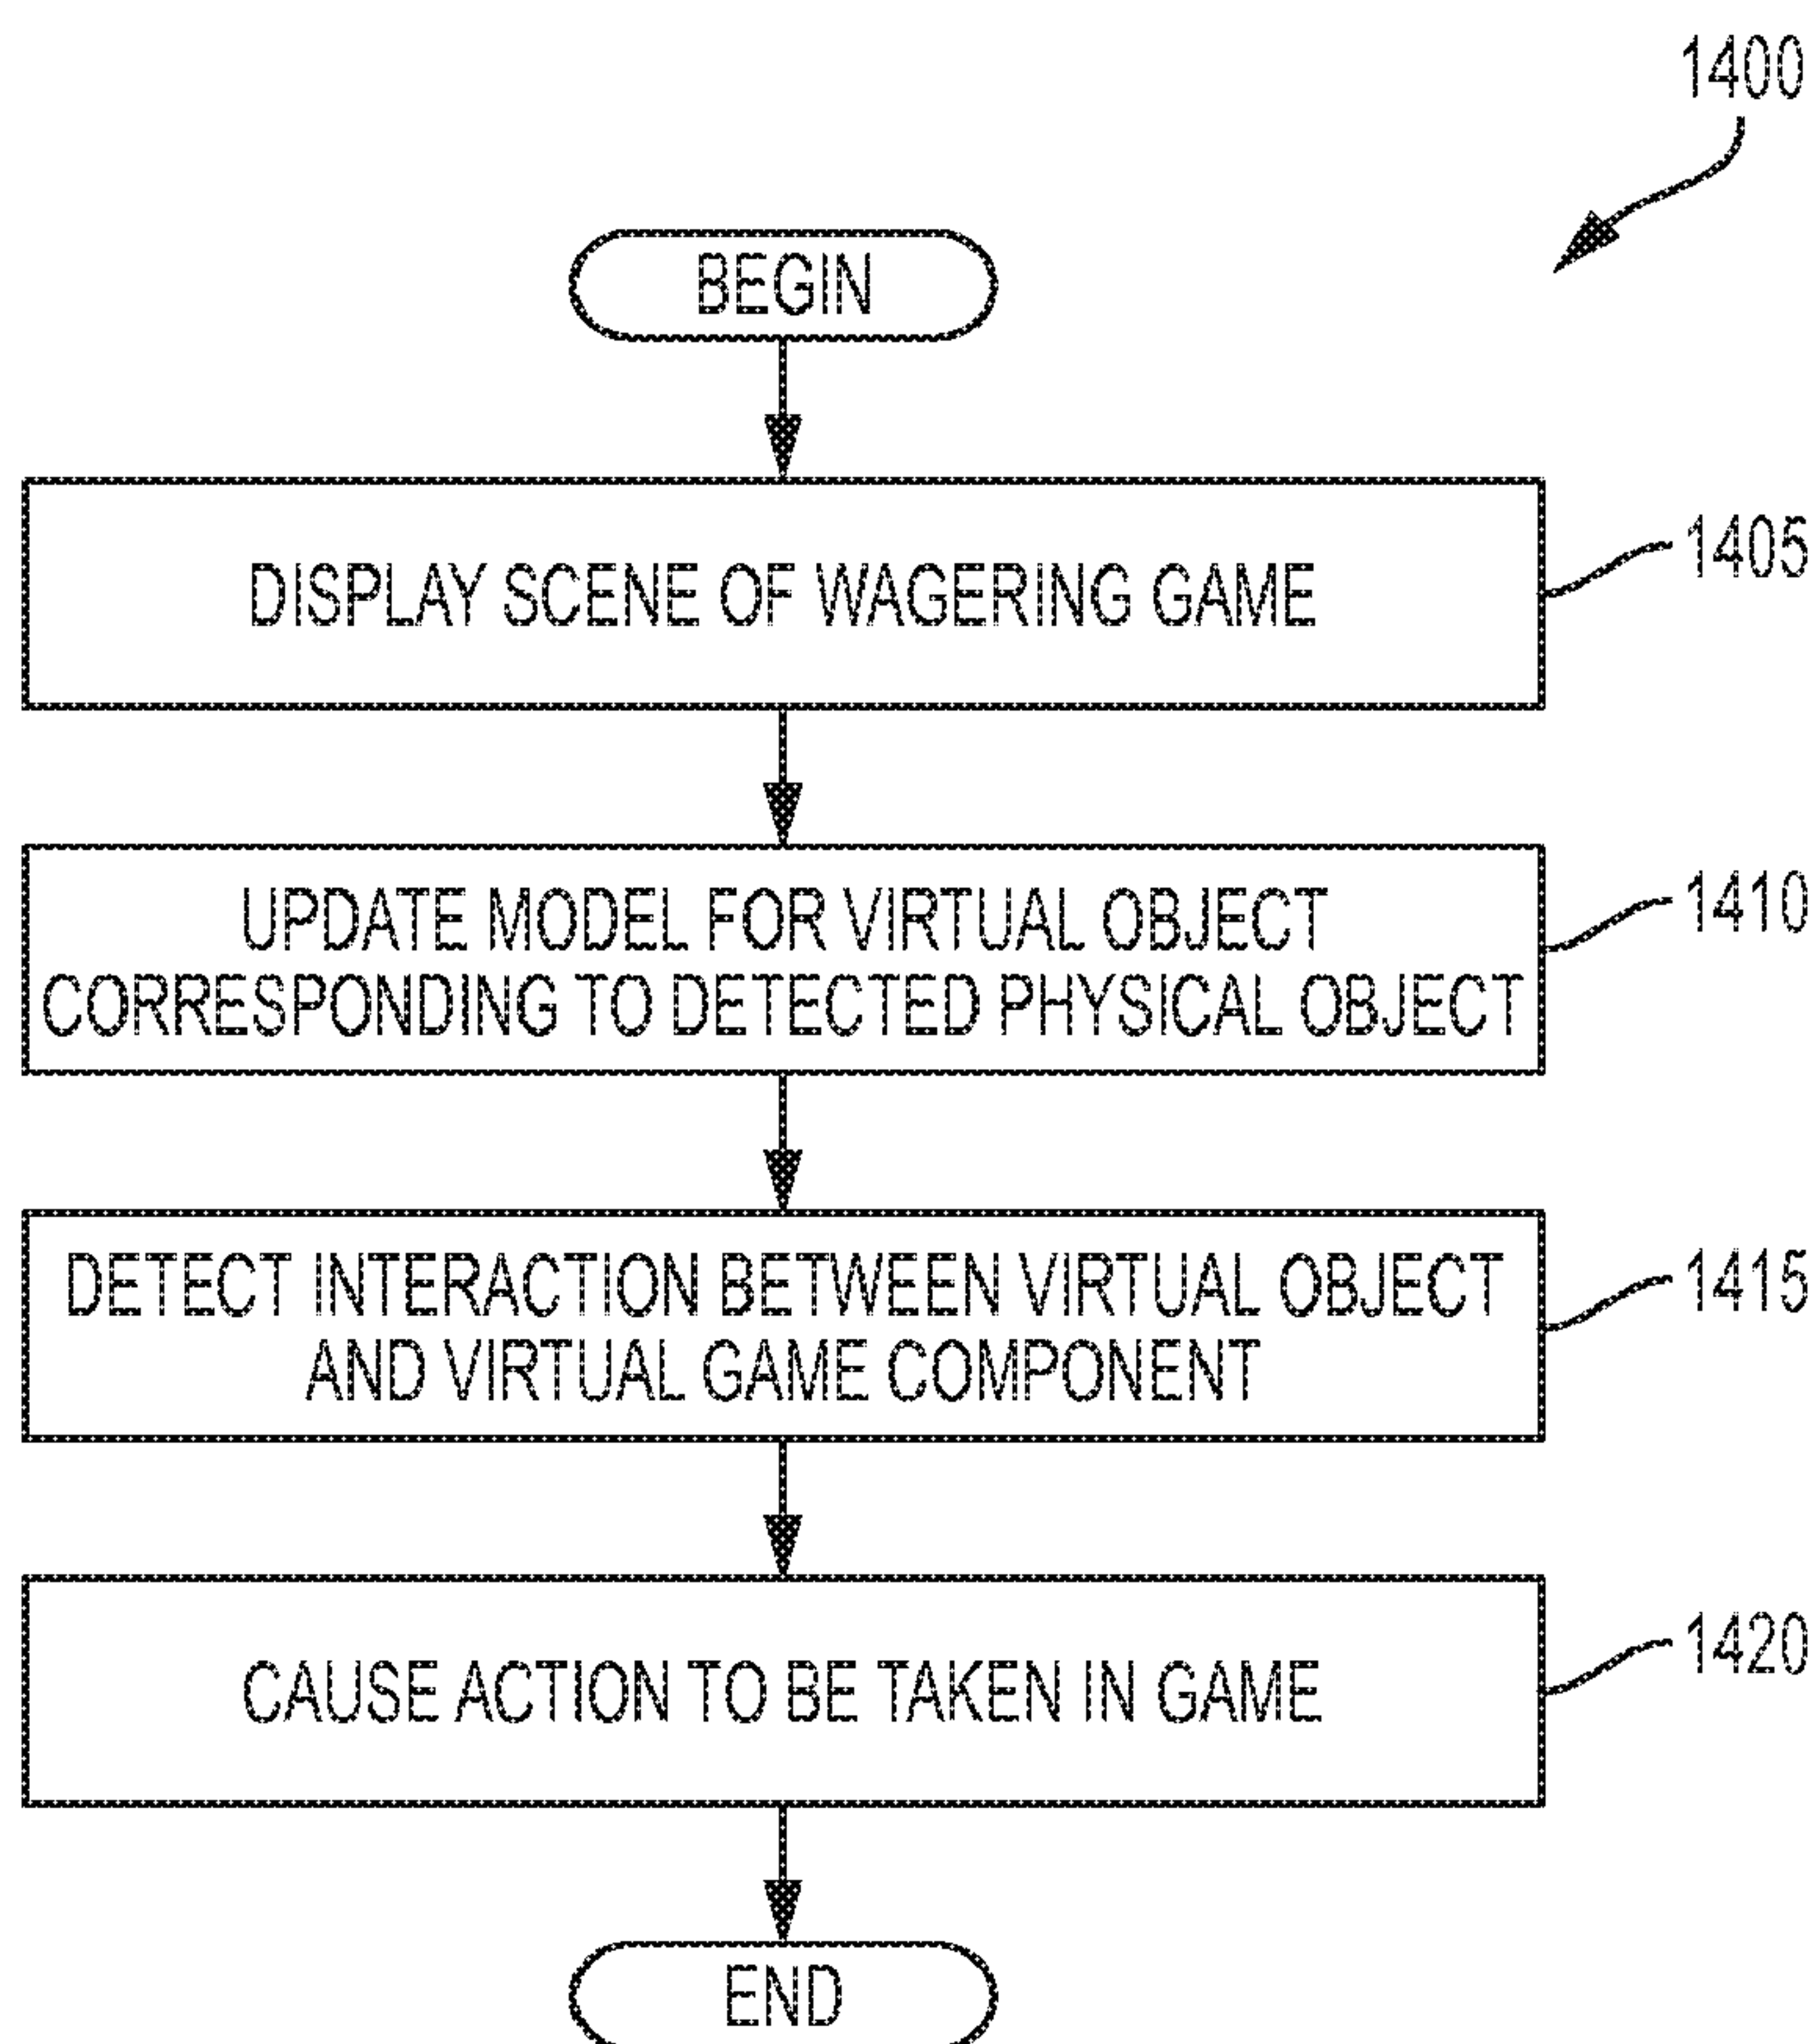 1400
BEGIN
DISPLAY SCENE OF WAGERING GAME
1405
UPDATE MODEL FOR VIRTUAL OBJECT
CORRESPONDING TO DETECTED PHYSICAL OBJECT
1410
DETECT INTERACTION BETWEEN VIRTUAL OBJECT
AND VIRTUAL GAME COMPONENT
1415
CAUSE ACTION TO BE TAKEN IN GAME
1420
END